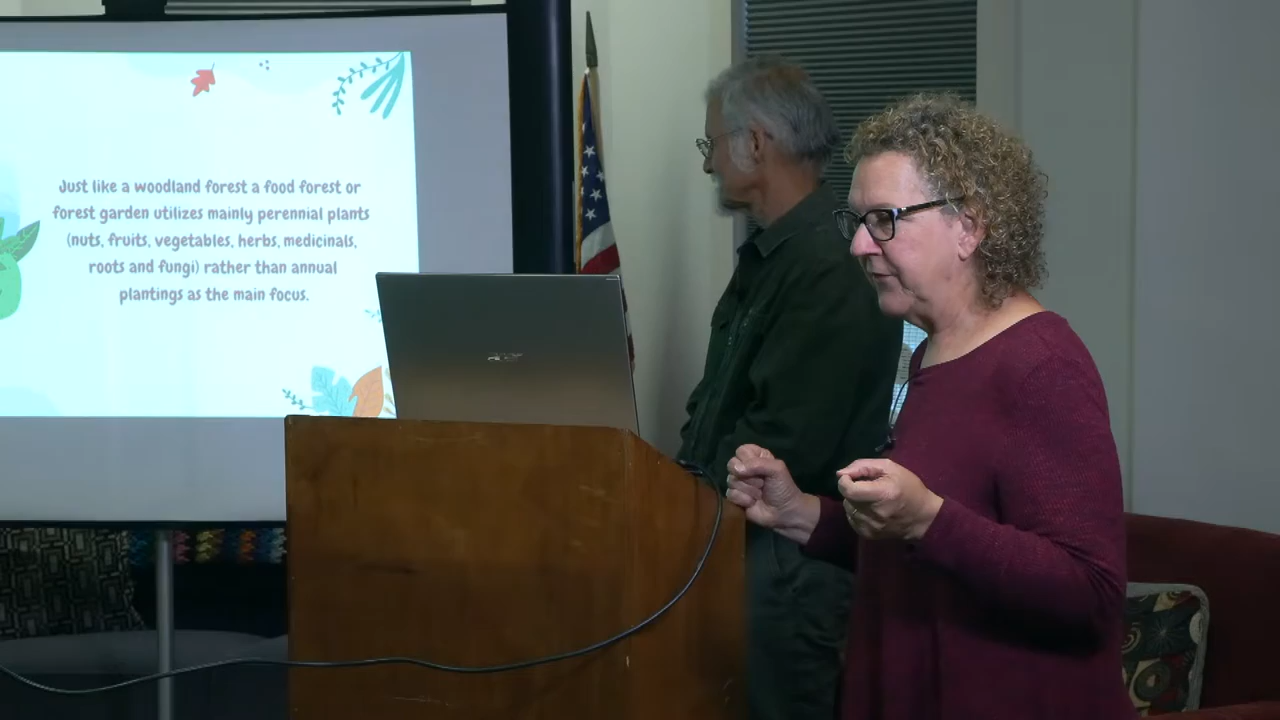 Just like a woodland forest a food forest or
forest garden utilizes mainly perennial plants
(nuts, fruits, vegetables, herbs, medicinals,
roots and fungi) rather than annual
plantings as the main focus.
acer